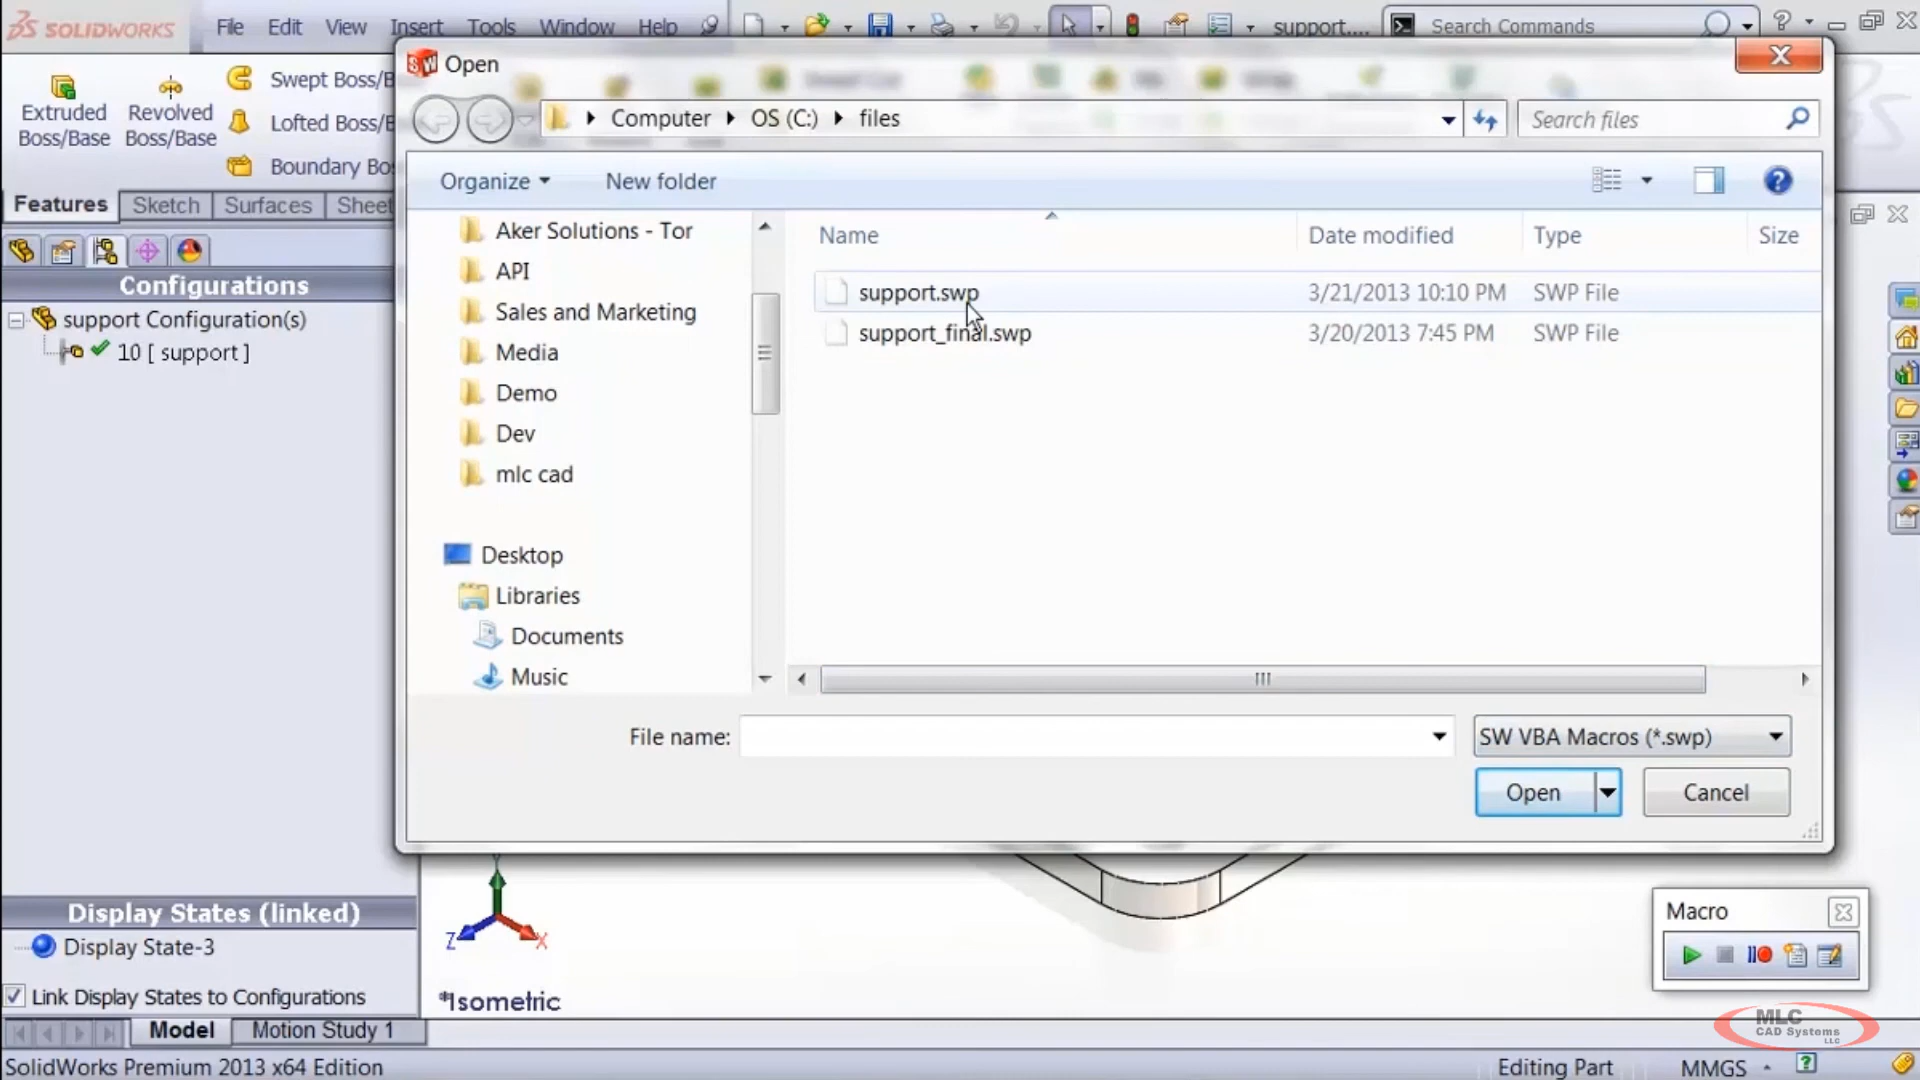 SOLIDWORKS File Edit View Insert Tools Window Help support.... Search Commands
Extruded Boss/Base
Revolved Boss/Base
Swept Boss/B
Lofted Boss/B
Boundary Bo
Features Sketch Surfaces Sheet
Configurations
support Configuration(s)
10 [ support ]
Open
Computer OS (C:) files Search files
Organize New folder
Aker Solutions - Tor
API
Sales and Marketing
Media
Demo
Dev
mlc cad
Desktop
Libraries
Documents
Music
Name Date modified Type Size
support.swp 3/21/2013 10:10 PM SWP File
support_final.swp 3/20/2013 7:45 PM SWP File
File name: SW VBA Macros (*.swp)
Open Cancel
Display States (linked)
Display State-3
Link Display States to Configurations
Y
Z X
*Isometric
Macro
Model Motion Study 1
MLC
CAD Systems
LLC
SolidWorks Premium 2013 x64 Edition Editing Part MMGS